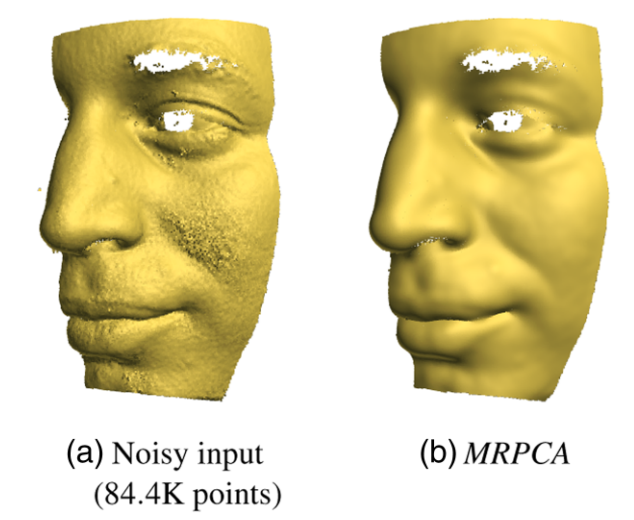 (a) Noisy input
(84.4K points)
(b) MRPCA